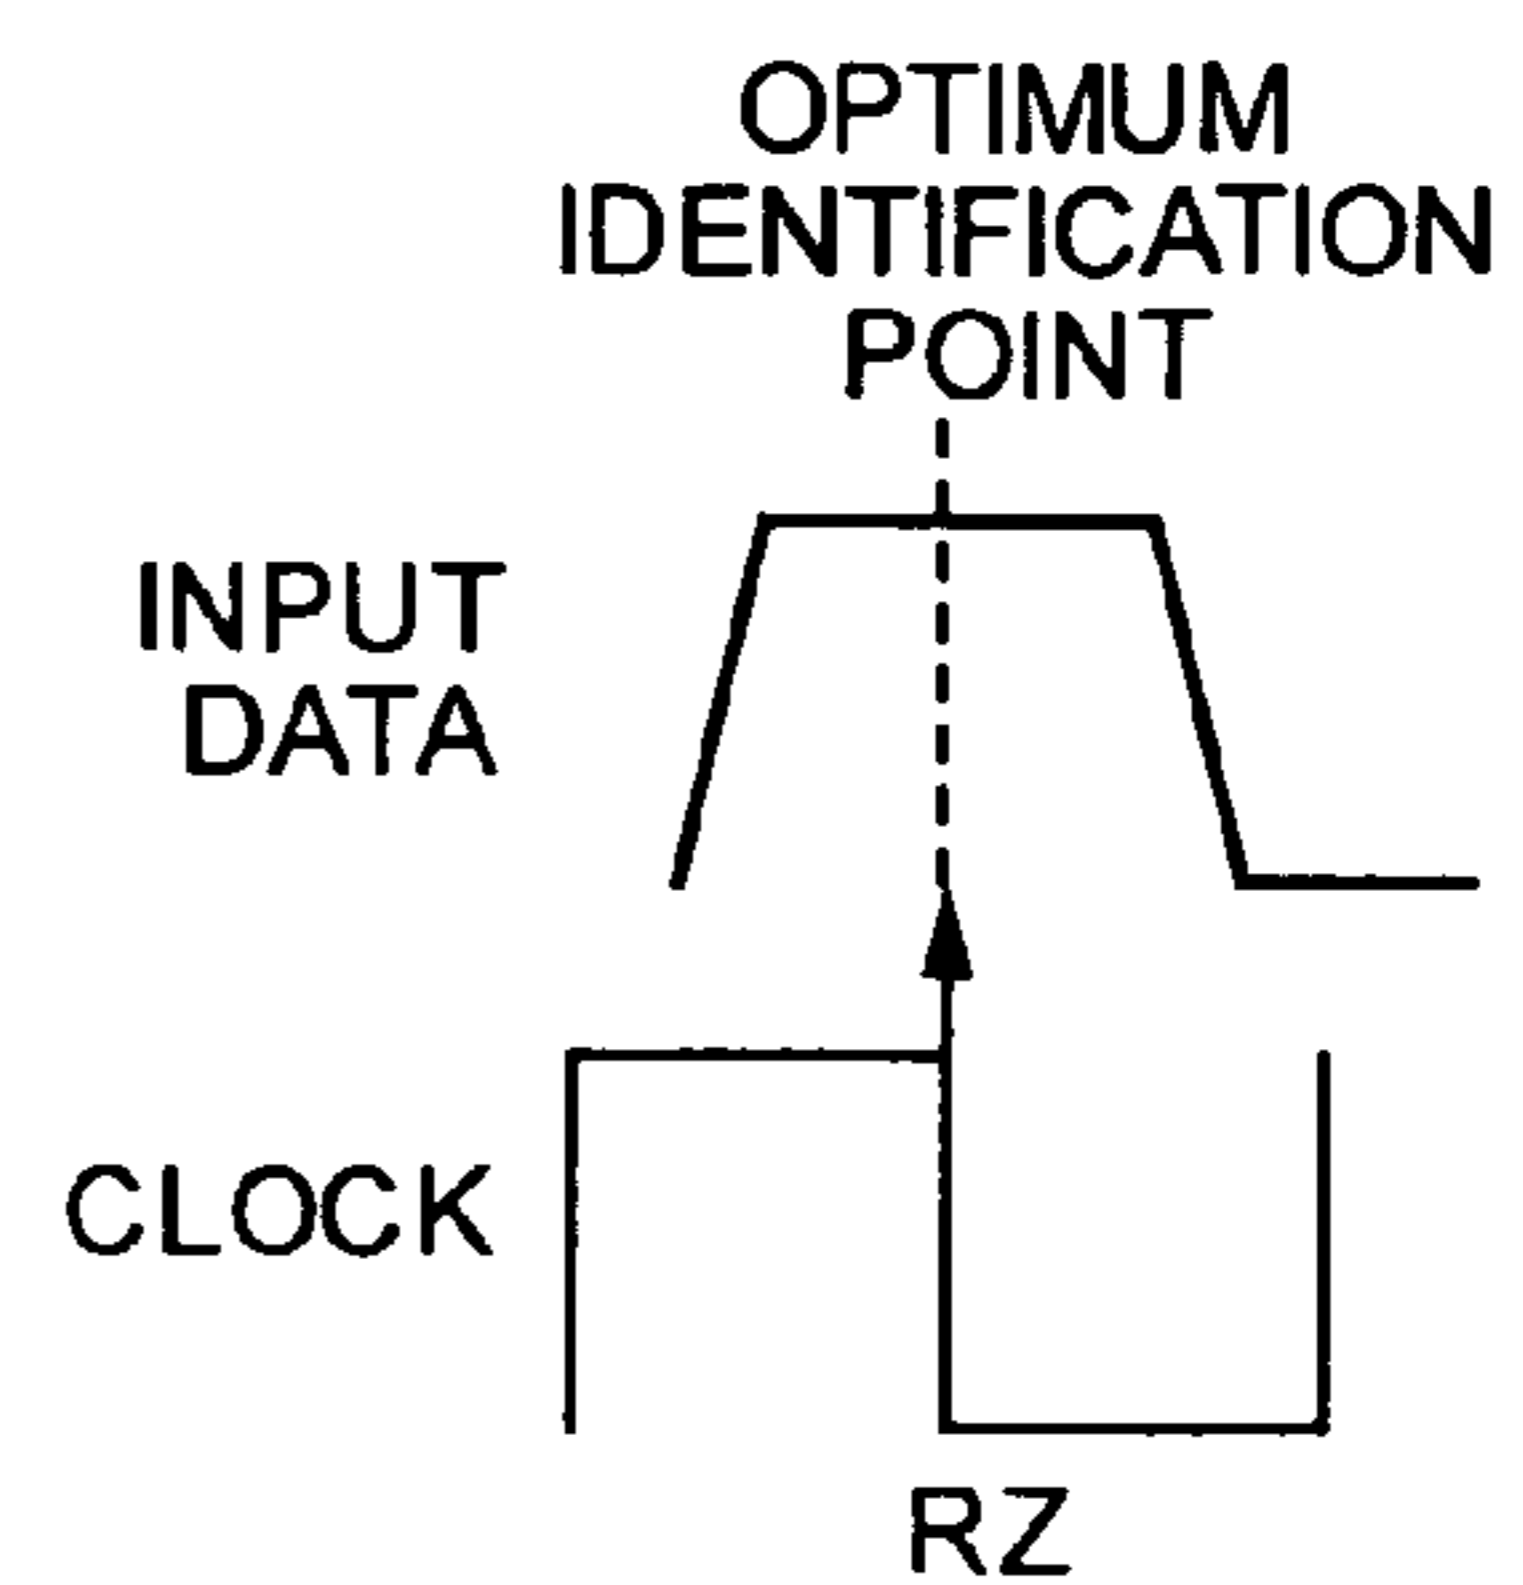 OPTIMUM
IDENTIFICATION
POINT
INPUT
DATA
CLOCK
RZ